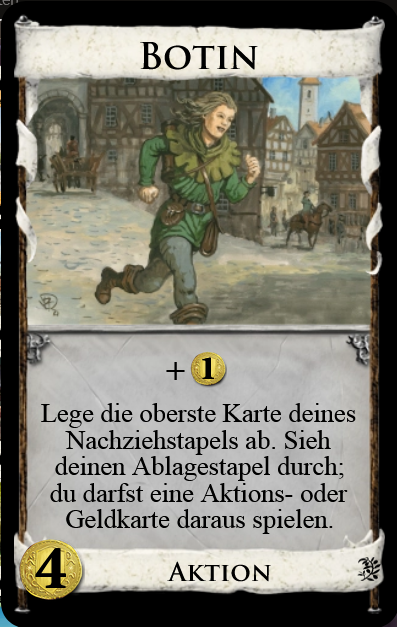 BOTIN
+ 1
Lege die oberste Karte deines
Nachziehstapels ab. Sieh
deinen Ablagestapel durch;
du darfst eine Aktions- oder
Geldkarte daraus spielen.
4
AKTION